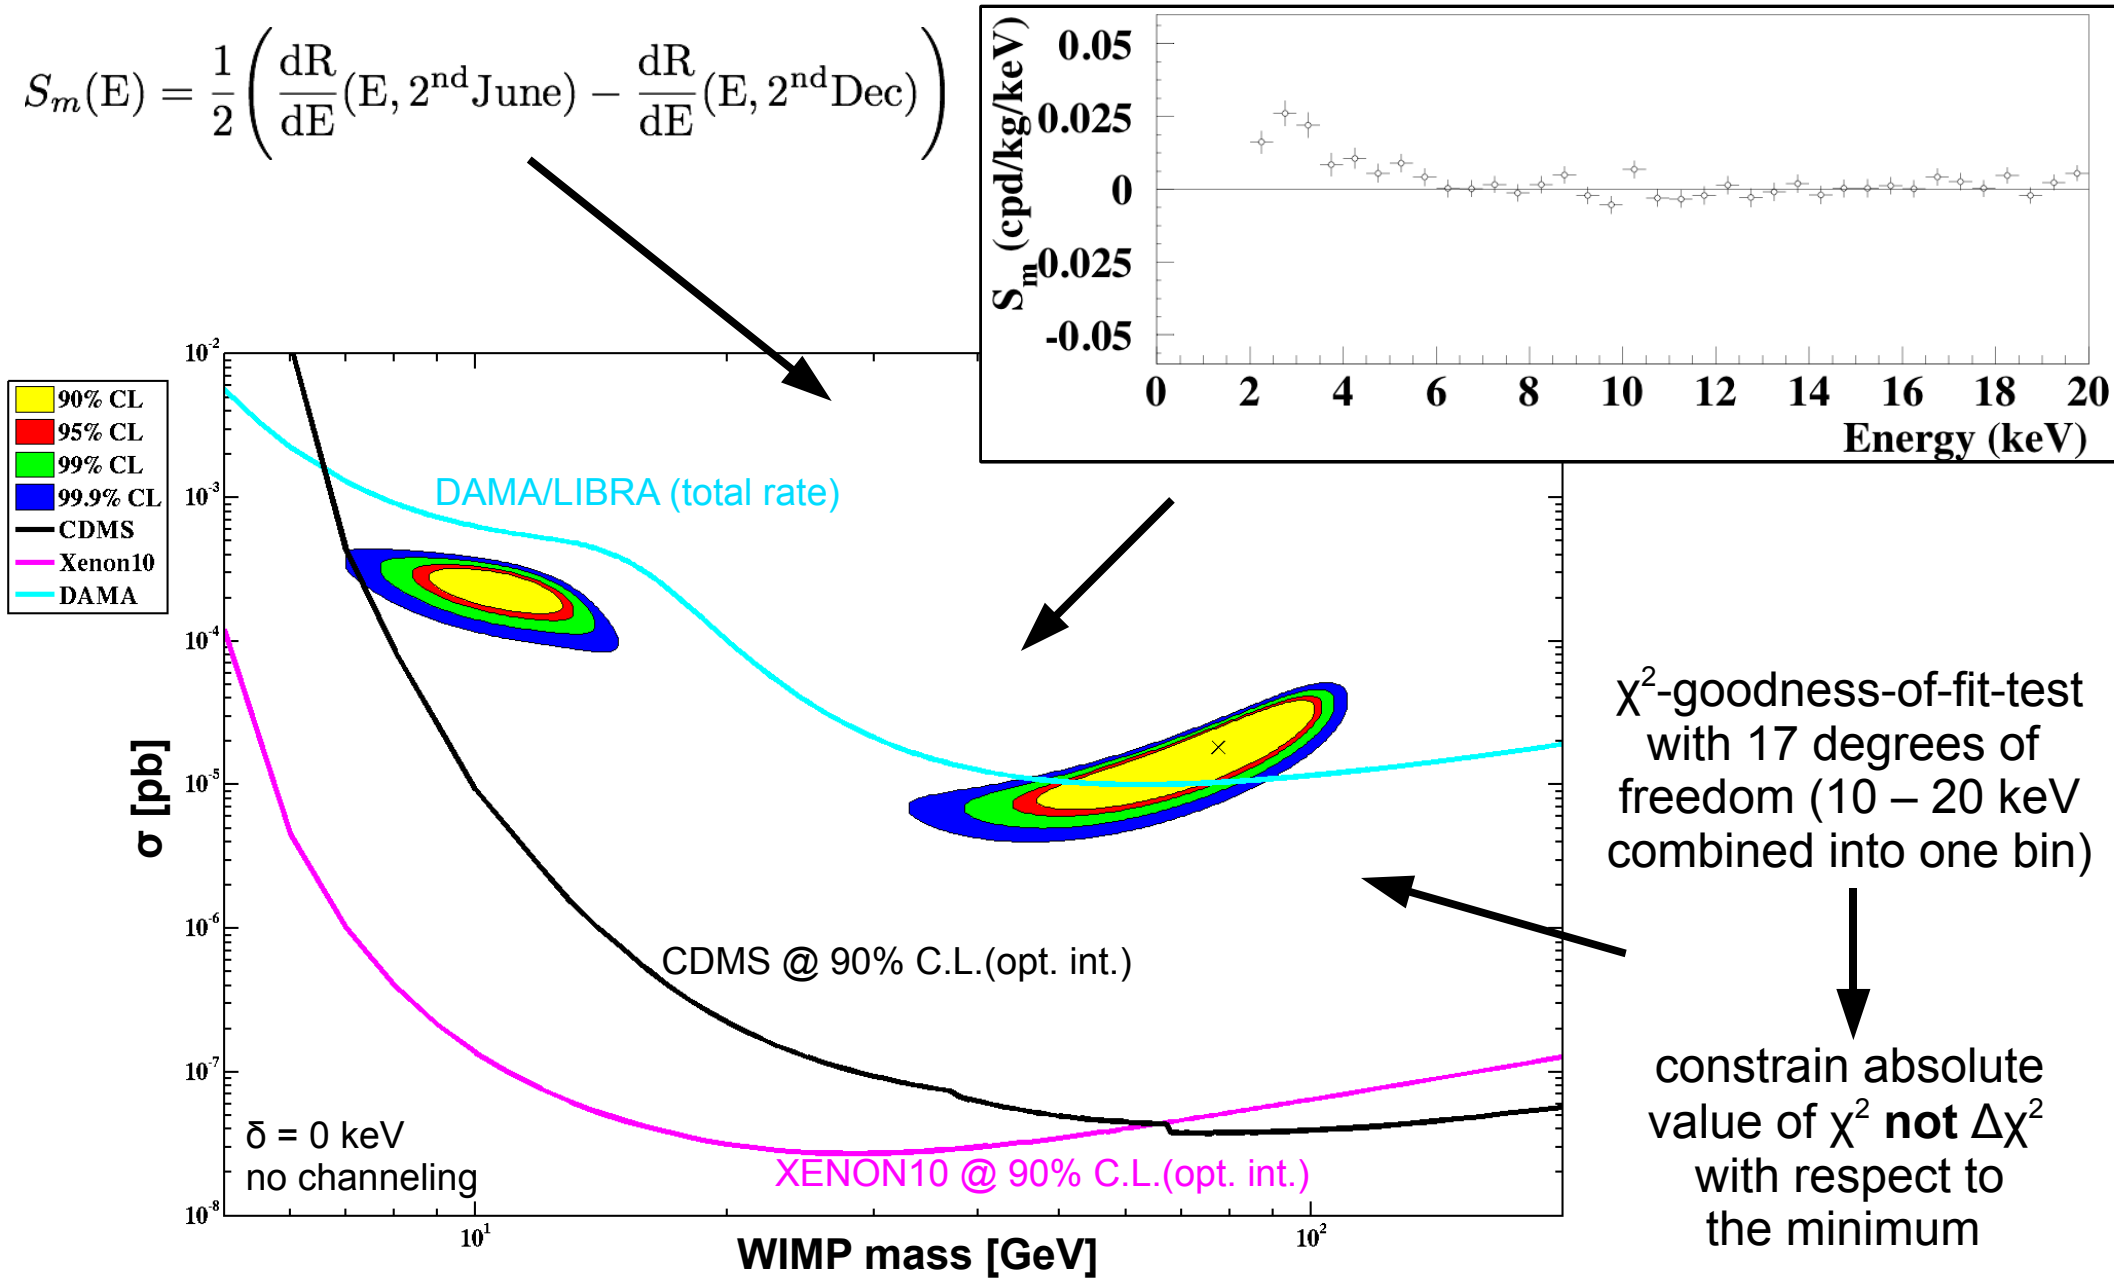 S_m(E) = 1/2 ( dR/dE (E, 2nd June) − dR/dE (E, 2nd Dec) )
S_m (cpd/kg/keV)
0.05
0.025
0
0.025
-0.05
0 2 4 6 8 10 12 14 16 18 20
Energy (keV)
90% CL
95% CL
99% CL
99.9% CL
CDMS
Xenon10
DAMA
σ [pb]
10^-2
10^-3
10^-4
10^-5
10^-6
10^-7
10^-8
DAMA/LIBRA (total rate)
CDMS @ 90% C.L.(opt. int.)
XENON10 @ 90% C.L.(opt. int.)
δ = 0 keV
no channeling
10^1 10^2
WIMP mass [GeV]
χ²-goodness-of-fit-test
with 17 degrees of
freedom (10 – 20 keV
combined into one bin)
constrain absolute
value of χ² not Δχ²
with respect to
the minimum